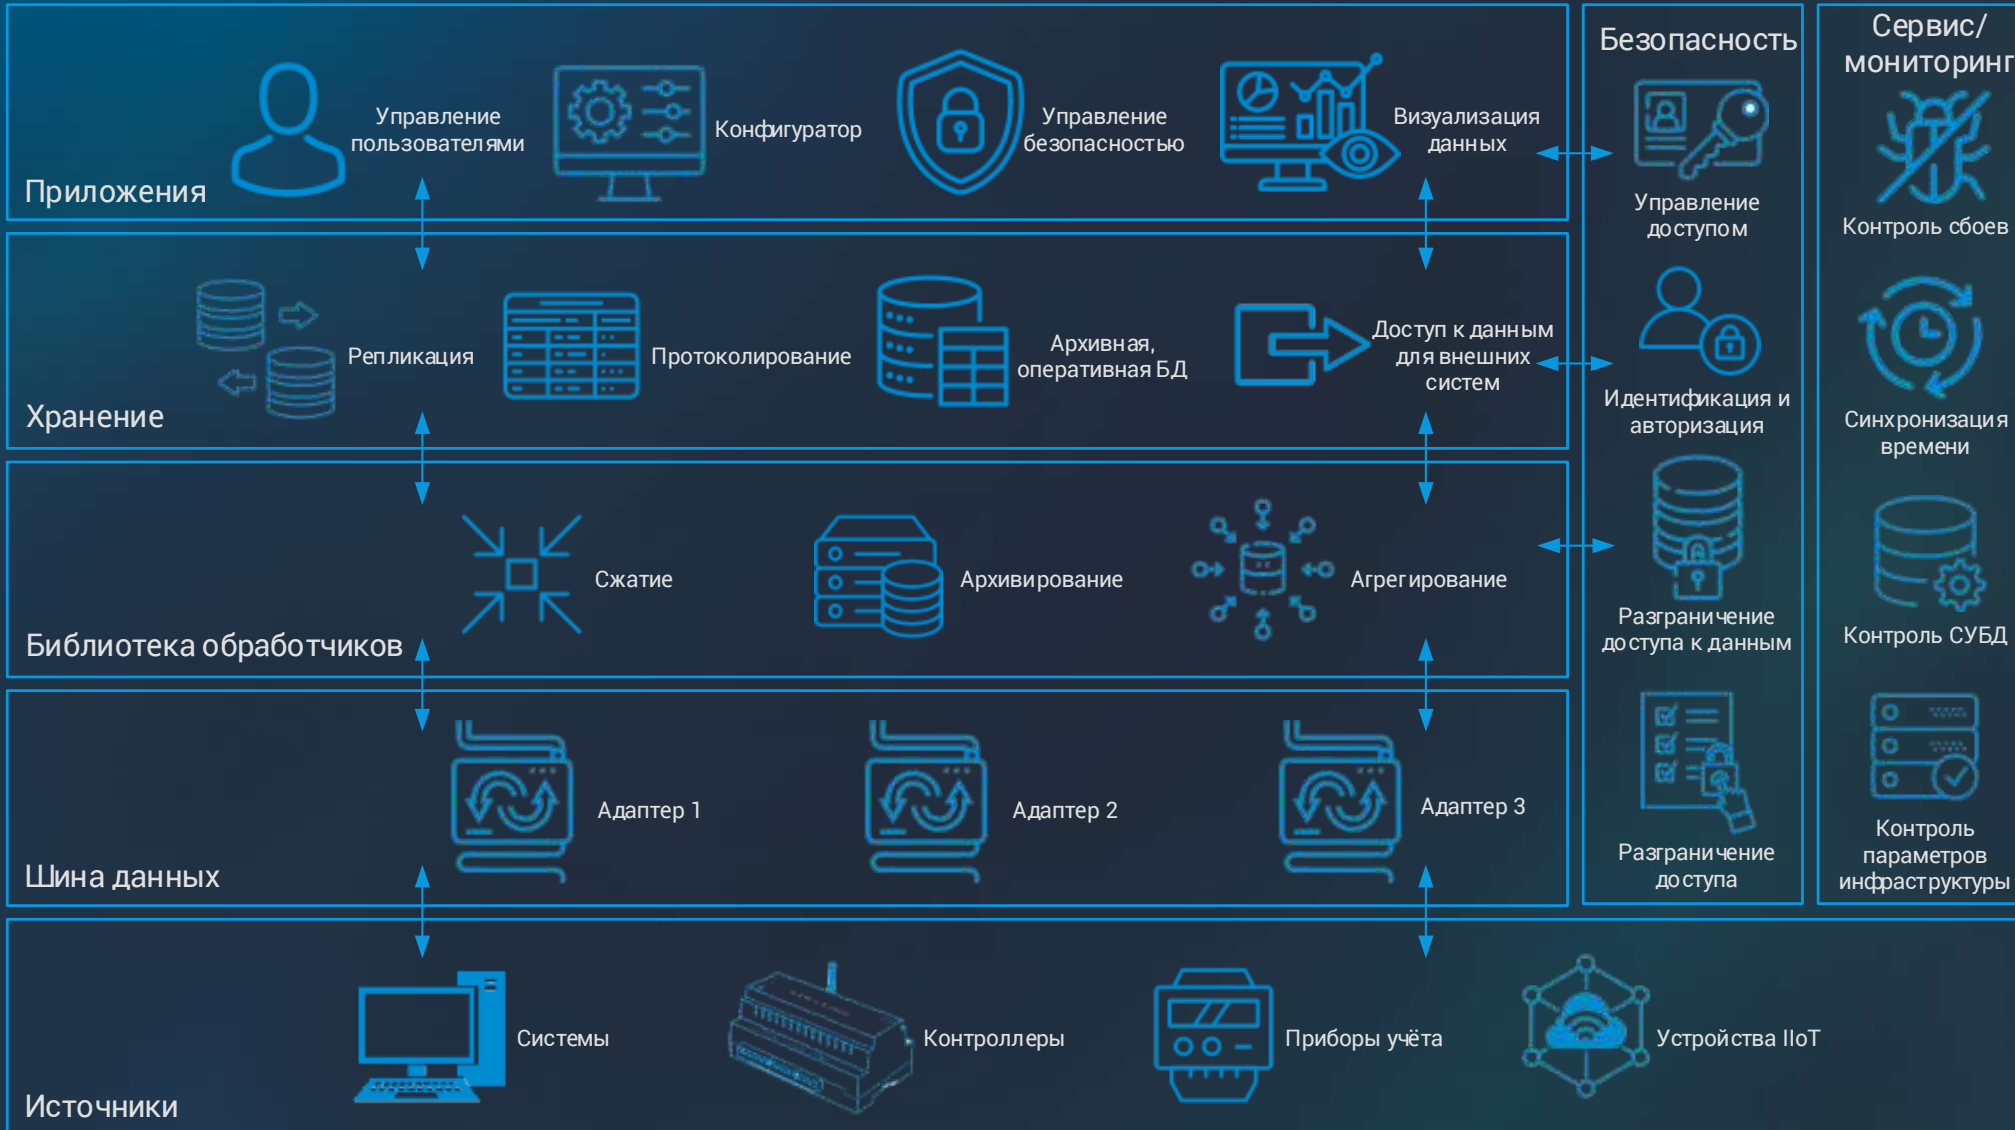 Управление
пользователями
Конфигуратор
Управление
безопасностью
Визуализация
данных
Приложения
Репликация
Протоколирование
Архивная,
оперативная БД
Доступ к данным
для внешних
систем
Хранение
Сжатие
Архивирование
Агрегирование
Библиотека обработчиков
Адаптер 1
Адаптер 2
Адаптер 3
Шина данных
Безопасность
Управление
доступом
Идентификация и
авторизация
Разграничение
доступа к данным
Разграничение
доступа
Сервис/
мониторинг
Контроль сбоев
Синхронизация
времени
Контроль СУБД
Контроль
параметров
инфраструктуры
Системы
Контроллеры
Приборы учёта
Устройства IIoT
Источники